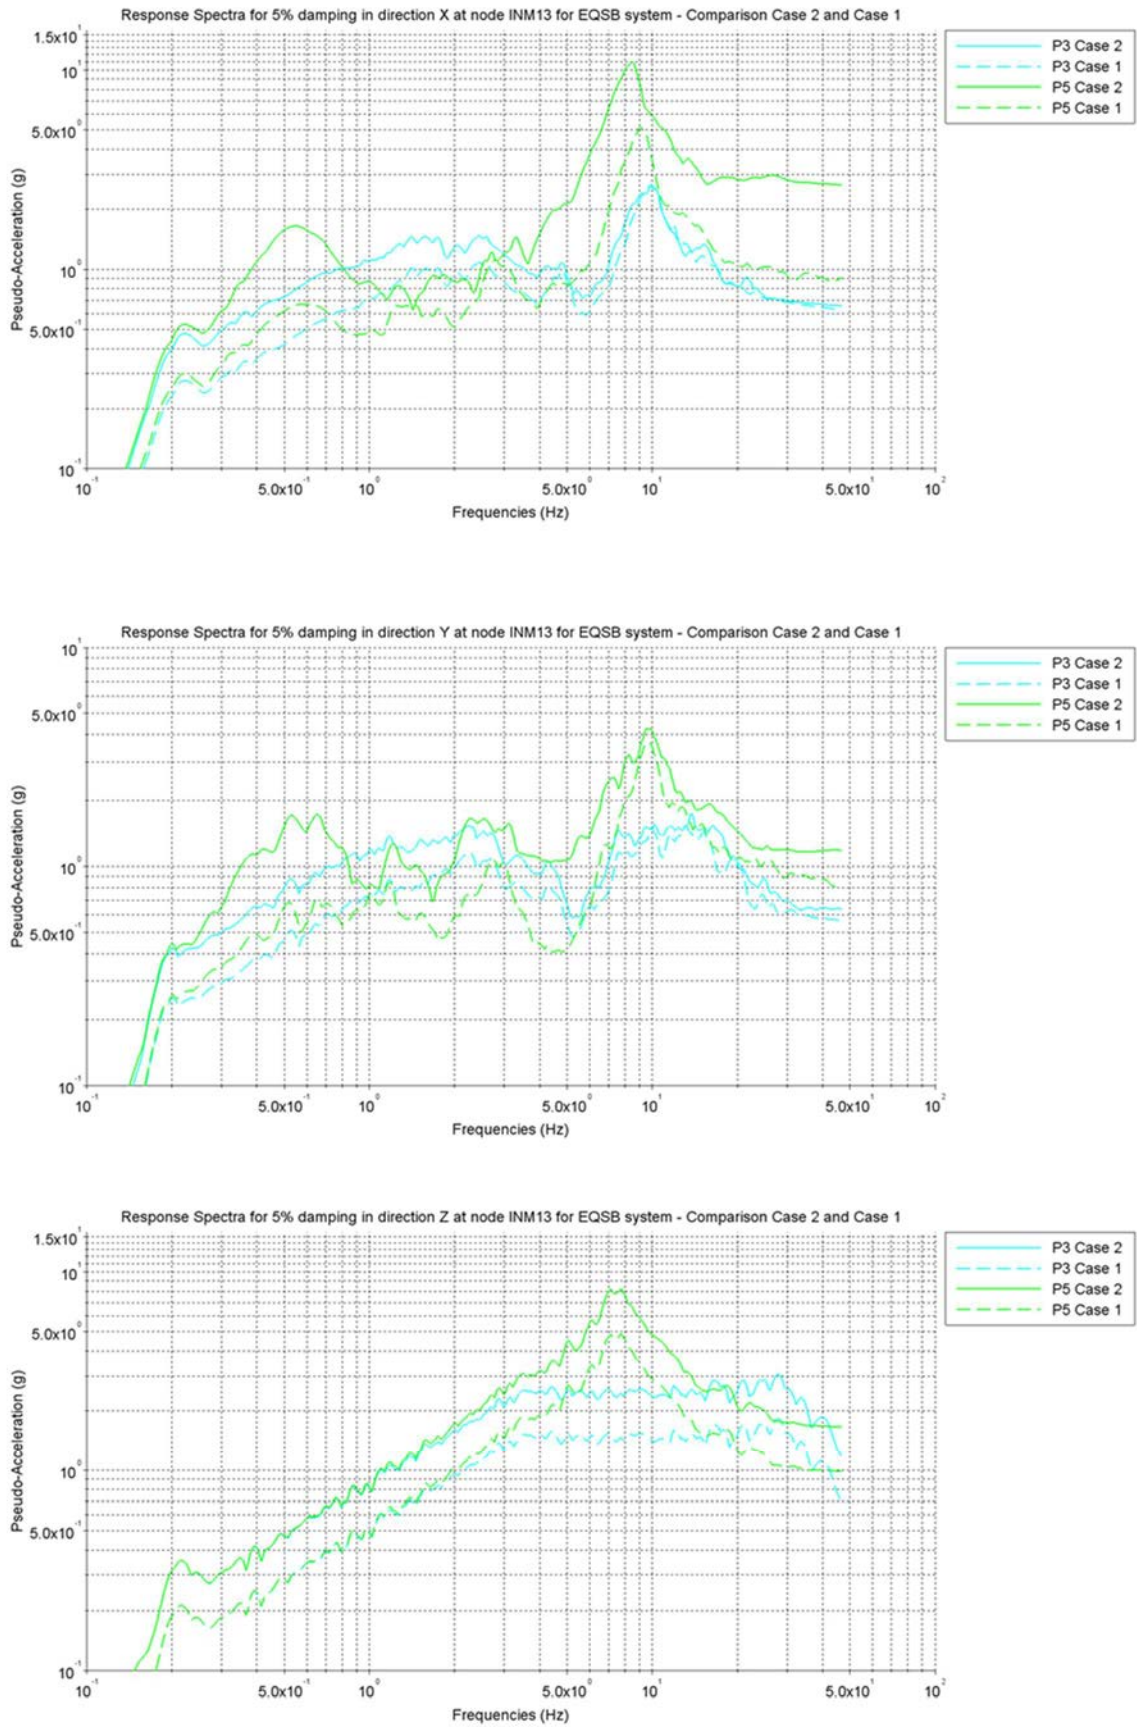 Response Spectra for 5% damping in direction X at node INM13 for EQSB system - Comparison Case 2 and Case 1
1.5x10¹
10¹
5.0x10⁰
10⁰
5.0x10⁻¹
10⁻¹
Pseudo-Acceleration (g)
10⁻¹ 5.0x10⁻¹ 10⁰ 5.0x10⁰ 10¹ 5.0x10¹ 10²
Frequencies (Hz)
P3 Case 2
P3 Case 1
P5 Case 2
P5 Case 1
Response Spectra for 5% damping in direction Y at node INM13 for EQSB system - Comparison Case 2 and Case 1
10¹
5.0x10⁰
10⁰
5.0x10⁻¹
10⁻¹
Pseudo-Acceleration (g)
10⁻¹ 5.0x10⁻¹ 10⁰ 5.0x10⁰ 10¹ 5.0x10¹ 10²
Frequencies (Hz)
P3 Case 2
P3 Case 1
P5 Case 2
P5 Case 1
Response Spectra for 5% damping in direction Z at node INM13 for EQSB system - Comparison Case 2 and Case 1
1.5x10¹
10¹
5.0x10⁰
10⁰
5.0x10⁻¹
10⁻¹
Pseudo-Acceleration (g)
10⁻¹ 5.0x10⁻¹ 10⁰ 5.0x10⁰ 10¹ 5.0x10¹ 10²
Frequencies (Hz)
P3 Case 2
P3 Case 1
P5 Case 2
P5 Case 1